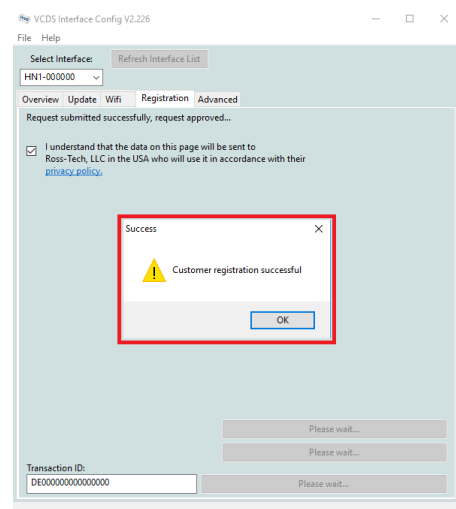 VCDS Interface Config V2.226
File Help
Select Interface: Refresh Interface List
HN1-000000
Overview Update Wifi Registration Advanced
Request submitted successfully, request approved...
I understand that the data on this page will be sent to
Ross-Tech, LLC in the USA who will use it in accordance with their
privacy policy.
Success
Customer registration successful
OK
Please wait...
Please wait...
Transaction ID:
DE000000000000000 Please wait...